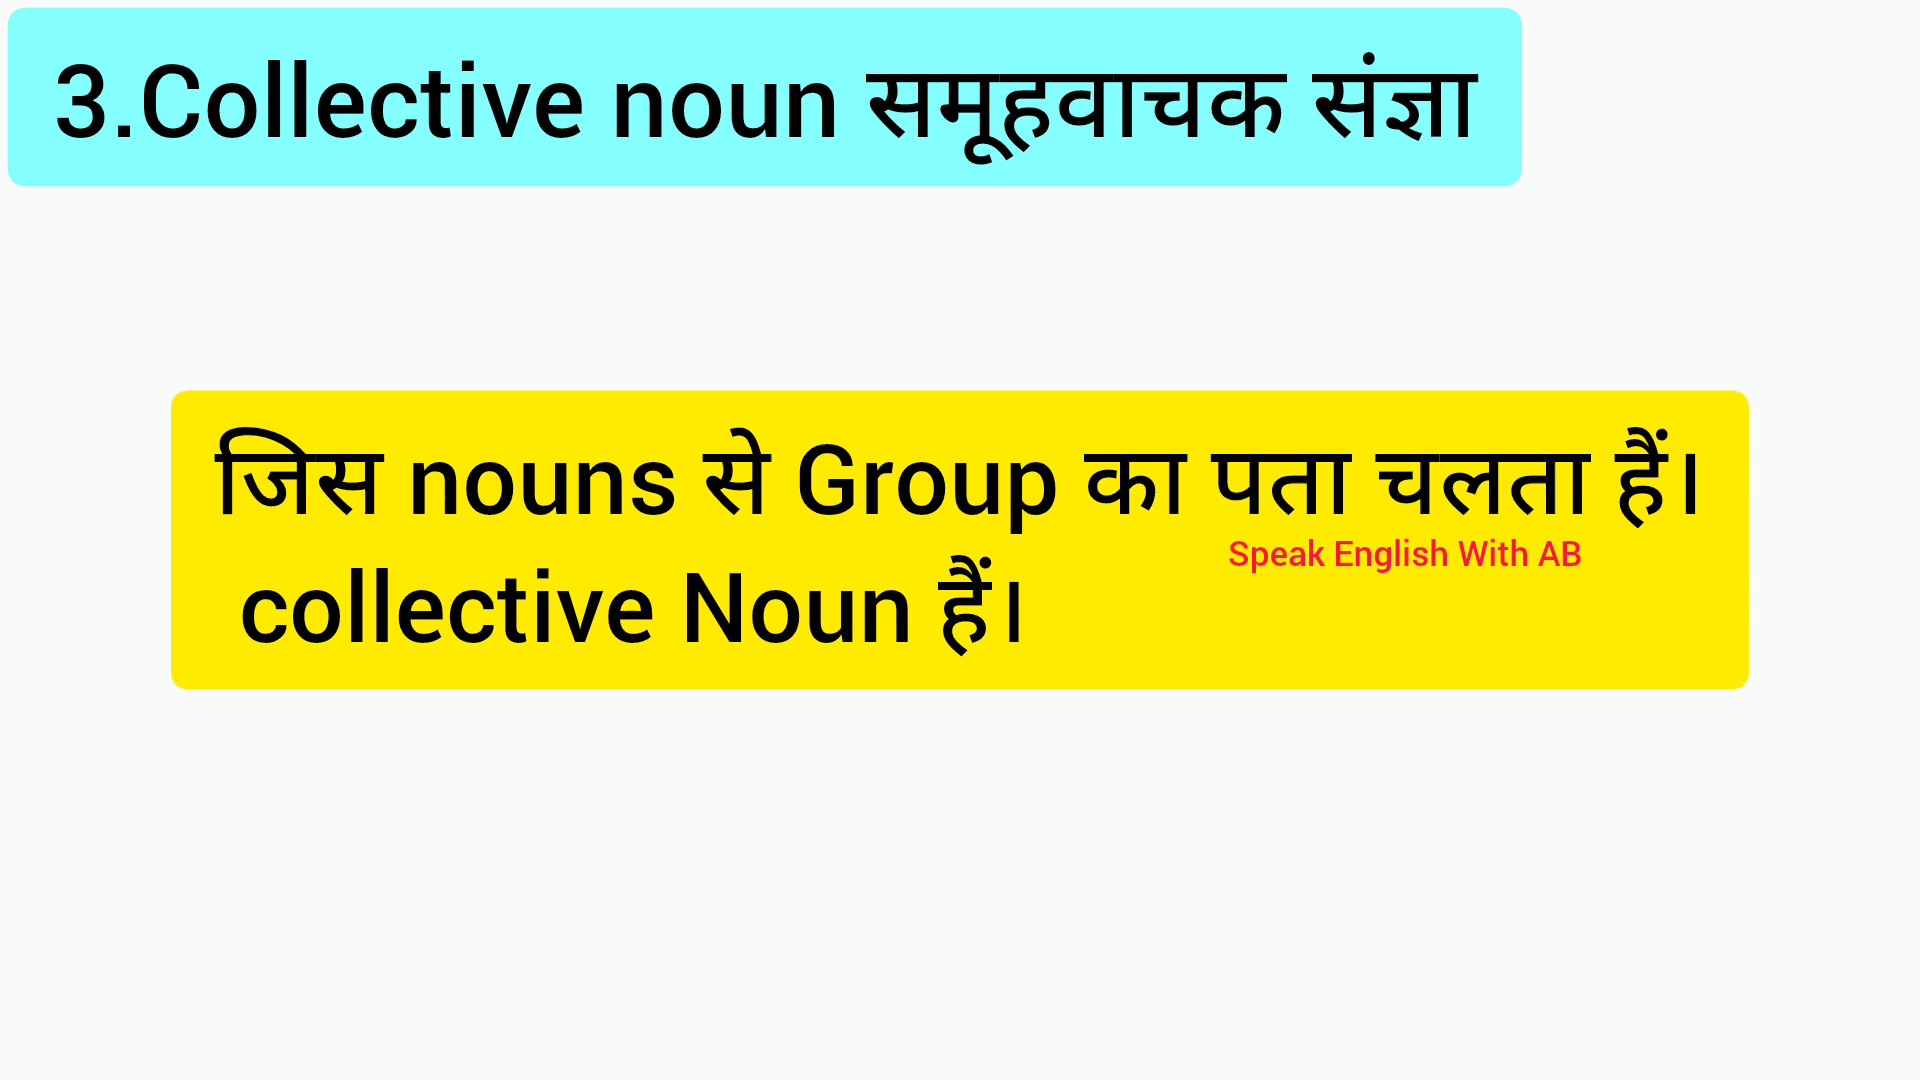 3.Collective noun समूहवाचक संज्ञा
जिस nouns से Group का पता चलता हैं।
Speak English With AB
collective Noun हैं।